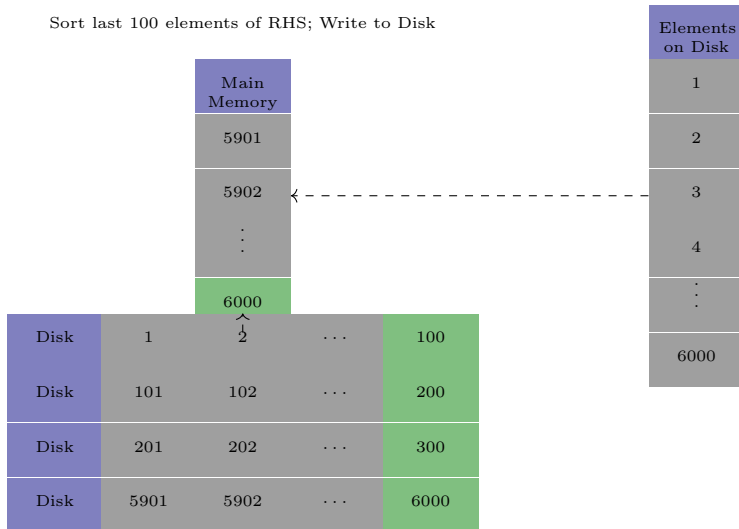 Sort last 100 elements of RHS; Write to Disk
Elements
on Disk
1
2
3
4
⋮
6000
Main
Memory
5901
5902
⋮
6000
Disk 1 2 ⋯ 100
Disk 101 102 ⋯ 200
Disk 201 202 ⋯ 300
Disk 5901 5902 ⋯ 6000